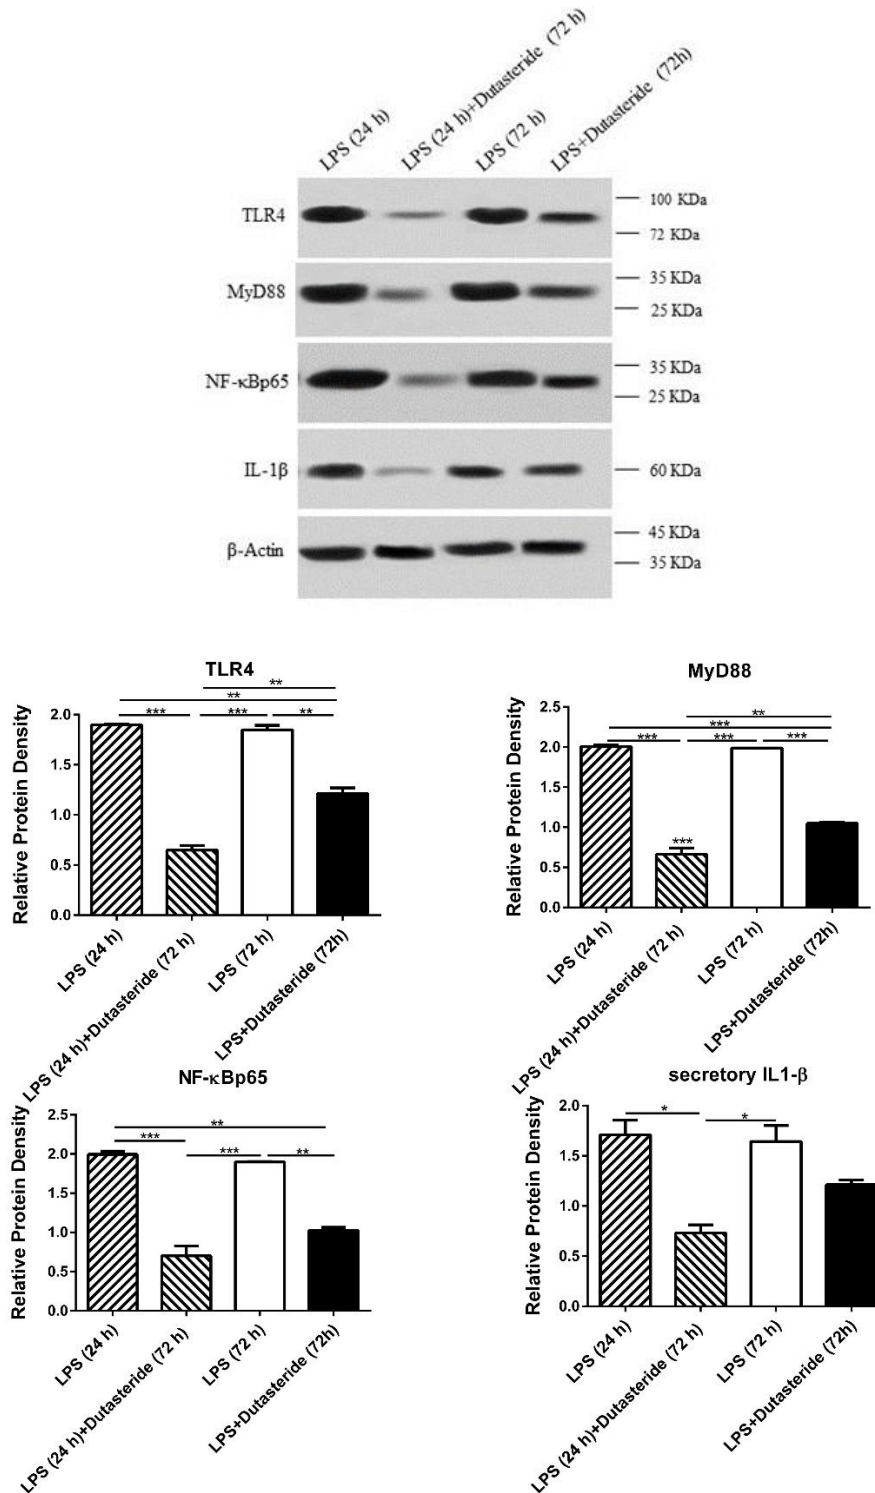 LPS (24 h)
LPS (24 h)+Dutasteride (72 h)
LPS (72 h)
LPS+Dutasteride (72h)
TLR4
100 KDa
72 KDa
MyD88
35 KDa
25 KDa
NF-κBp65
35 KDa
25 KDa
IL-1β
60 KDa
β-Actin
45 KDa
35 KDa
TLR4
**
**
*** *** **
Relative Protein Density
2.0
1.5
1.0
0.5
0.0
LPS (24 h)
LPS (24 h)+Dutasteride (72 h)
LPS (72 h)
LPS+Dutasteride (72h)
MyD88
**
***
*** *** ***
***
Relative Protein Density
2.5
2.0
1.5
1.0
0.5
0.0
LPS (24 h)
LPS (24 h)+Dutasteride (72 h)
LPS (72 h)
LPS+Dutasteride (72h)
NF-κBp65
**
***
*** **
Relative Protein Density
2.5
2.0
1.5
1.0
0.5
0.0
LPS (24 h)
LPS (24 h)+Dutasteride (72 h)
LPS (72 h)
LPS+Dutasteride (72h)
secretory IL1-β
* *
Relative Protein Density
2.0
1.5
1.0
0.5
0.0
LPS (24 h)
LPS (24 h)+Dutasteride (72 h)
LPS (72 h)
LPS+Dutasteride (72h)